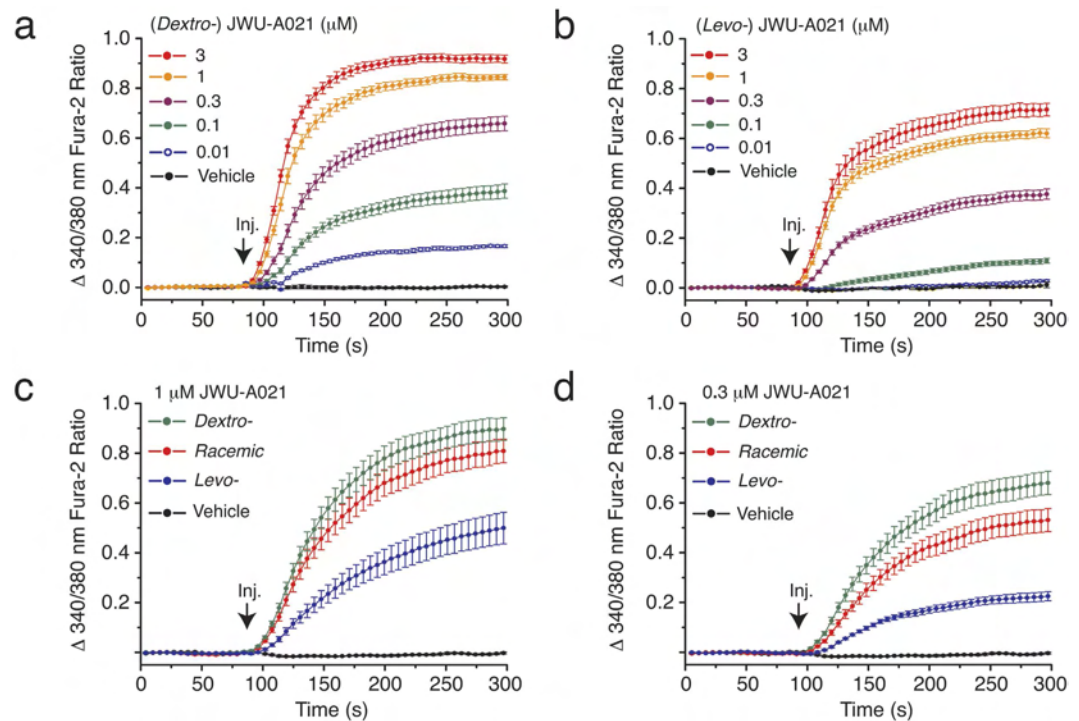 a
(Dextro-) JWU-A021 (μM)
Δ 340/380 nm Fura-2 Ratio
1.0
0.8
0.6
0.4
0.2
0.0
3
1
0.3
0.1
0.01
Vehicle
Inj.
0 50 100 150 200 250 300
Time (s)
b
(Levo-) JWU-A021 (μM)
Δ 340/380 nm Fura-2 Ratio
1.0
0.8
0.6
0.4
0.2
0.0
3
1
0.3
0.1
0.01
Vehicle
Inj.
0 50 100 150 200 250 300
Time (s)
c
1 μM JWU-A021
Δ 340/380 nm Fura-2 Ratio
1.0
0.8
0.6
0.4
0.2
Dextro-
Racemic
Levo-
Vehicle
Inj.
0 50 100 150 200 250 300
Time (s)
d
0.3 μM JWU-A021
Δ 340/380 nm Fura-2 Ratio
1.0
0.8
0.6
0.4
0.2
Dextro-
Racemic
Levo-
Vehicle
Inj.
0 50 100 150 200 250 300
Time (s)